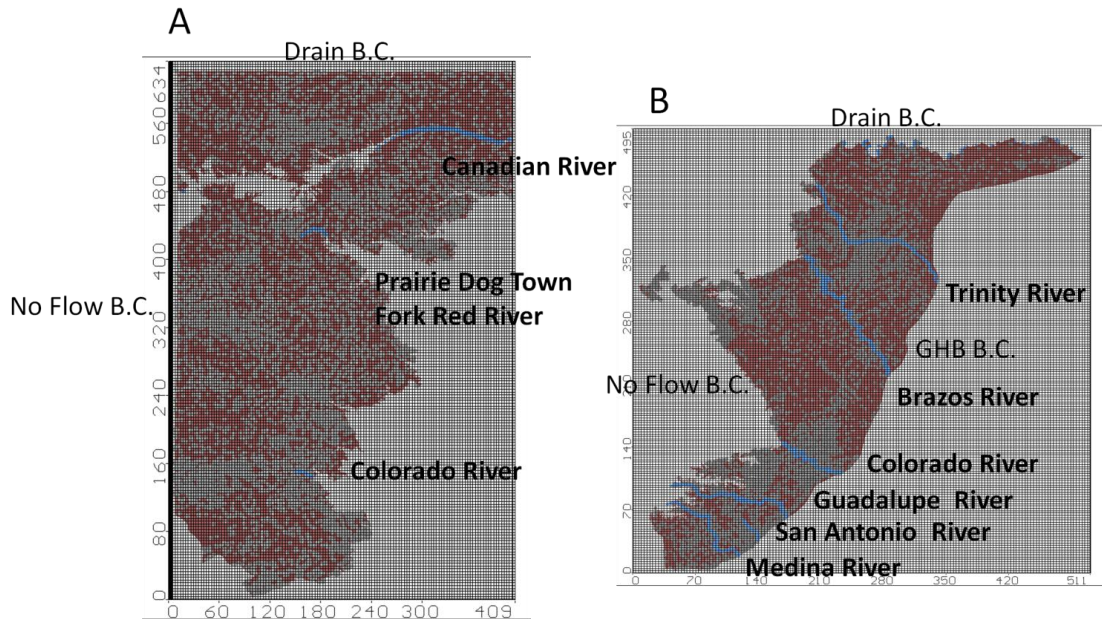 A
Drain B.C.
634
560
480
400
320
240
160
80
0
0 60 120 180 240 300 409
No Flow B.C.
Canadian River
Prairie Dog Town
Fork Red River
Colorado River
B
Drain B.C.
495
420
350
280
140
70
0
0 70 140 210 280 350 420 511
No Flow B.C.
Trinity River
GHB B.C.
Brazos River
Colorado River
Guadalupe River
San Antonio River
Medina River